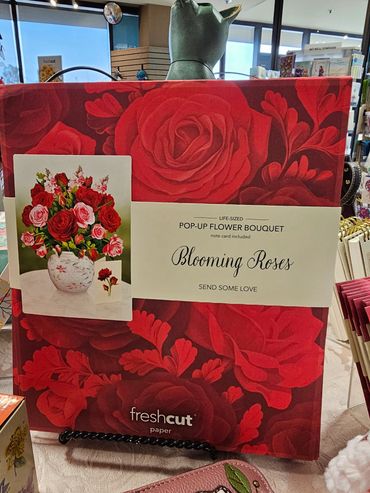 LIFE-SIZED
POP-UP FLOWER BOUQUET
note card included
Blooming Roses
SEND SOME LOVE
freshcut
paper